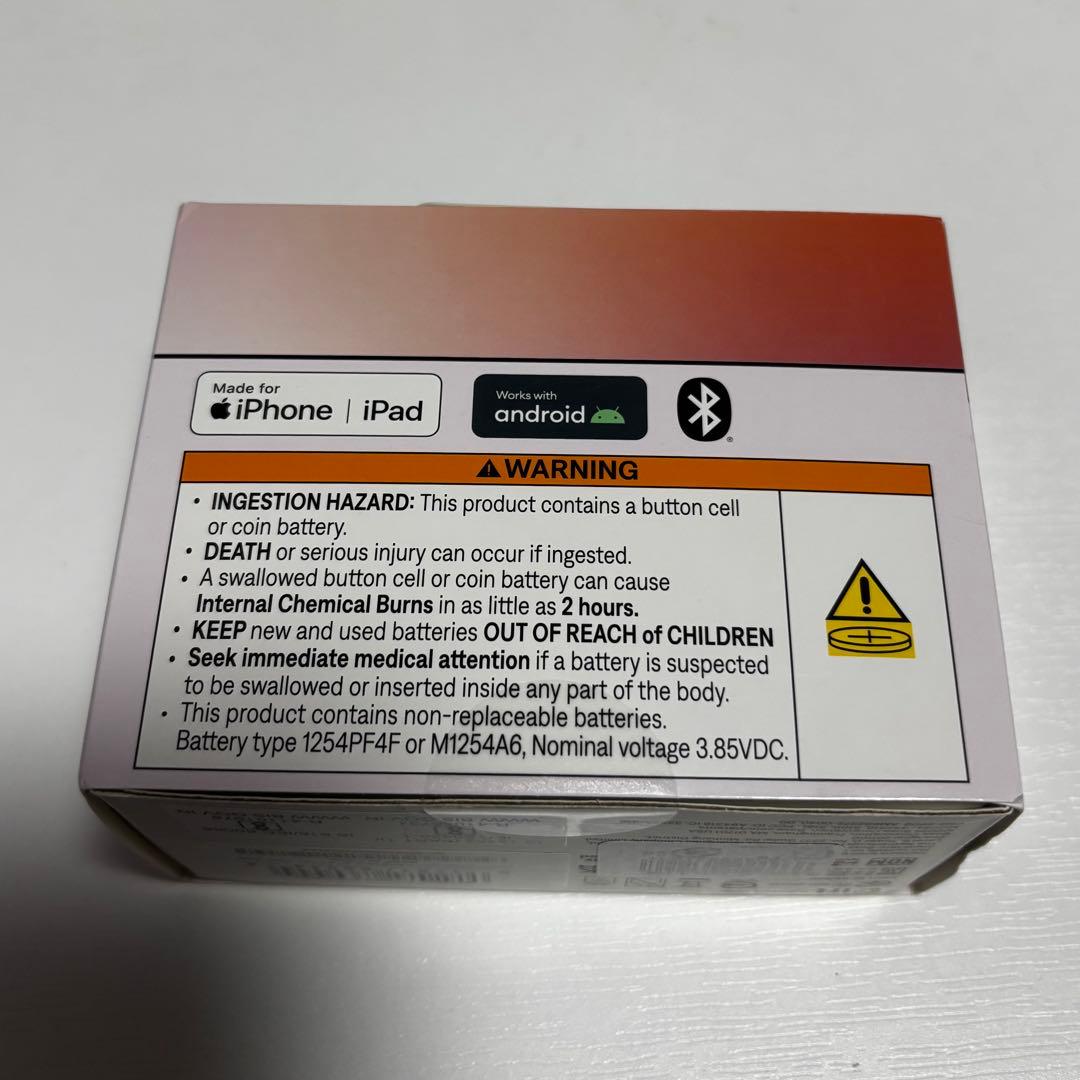 Made for
iPhone | iPad
Works with
android
®
WARNING
• INGESTION HAZARD: This product contains a button cell
or coin battery.
• DEATH or serious injury can occur if ingested.
• A swallowed button cell or coin battery can cause
Internal Chemical Burns in as little as 2 hours.
• KEEP new and used batteries OUT OF REACH of CHILDREN
• Seek immediate medical attention if a battery is suspected
to be swallowed or inserted inside any part of the body.
• This product contains non-replaceable batteries.
Battery type 1254PF4F or M1254A6, Nominal voltage 3.85VDC.